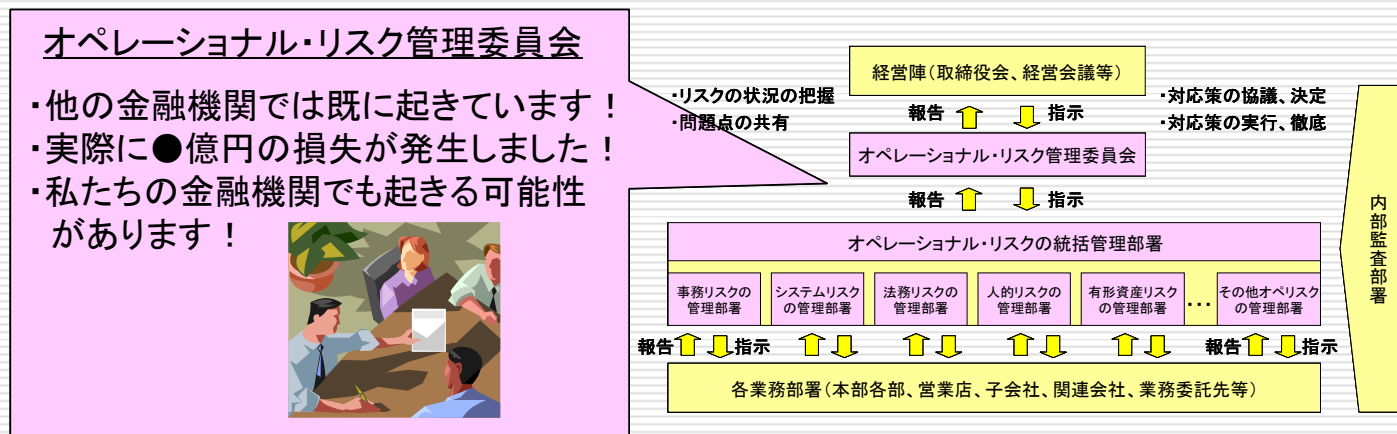 オペレーショナル・リスク管理委員会
・他の金融機関では既に起きています！
・実際に●億円の損失が発生しました！
・私たちの金融機関でも起きる可能性
があります！
経営陣（取締役会、経営会議等）
・リスクの状況の把握
・問題点の共有
報告
指示
・対応策の協議、決定
・対応策の実行、徹底
オペレーショナル・リスク管理委員会
報告
指示
オペレーショナル・リスクの統括管理部署
事務リスクの
管理部署
システムリスク
の管理部署
法務リスクの
管理部署
人的リスクの
管理部署
有形資産リスク
の管理部署
・・・
その他オペリスク
の管理部署
報告
指示
報告
指示
各業務部署（本部各部、営業店、子会社、関連会社、業務委託先等）
内部監査部署